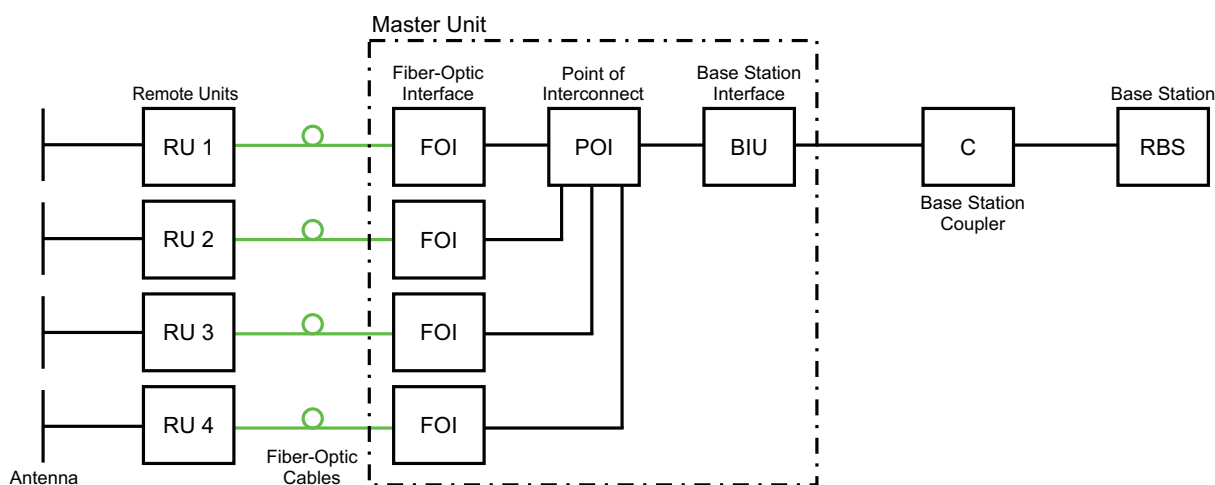 Master Unit
Remote Units
Fiber-Optic
Interface
Point of
Interconnect
Base Station
Interface
Base Station
RU 1
FOI
POI
BIU
C
RBS
Base Station
Coupler
RU 2
FOI
RU 3
FOI
RU 4
FOI
Antenna
Fiber-Optic
Cables